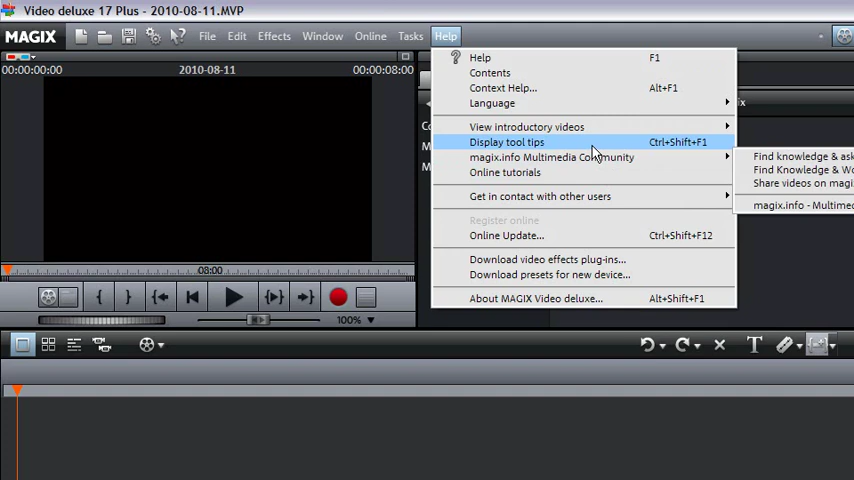 Video deluxe 17 Plus - 2010-08-11.MVP
MAGIX File Edit Effects Window Online Tasks Help
00:00:00:00 2010-08-11 00:00:08:00
Help F1
Contents
Context Help... Alt+F1
Language
View introductory videos
Display tool tips Ctrl+Shift+F1
magix.info Multimedia Community
Online tutorials
Get in contact with other users
Register online
Online Update... Ctrl+Shift+F12
Download video effects plug-ins...
Download presets for new device...
About MAGIX Video deluxe... Alt+Shift+F1
Find knowledge & ask
Find Knowledge & Wo
Share videos on magi
magix.info - Multimed
08:00
100%